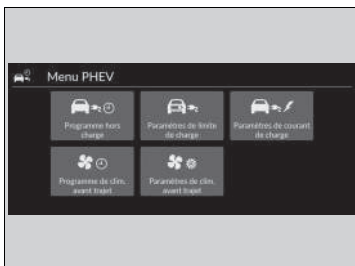 Menu PHEV
Programme hors
charge
Paramètres de limite
de charge
Paramètres de courant
de charge
Programme de clim.
avant trajet
Paramètres de clim.
avant trajet